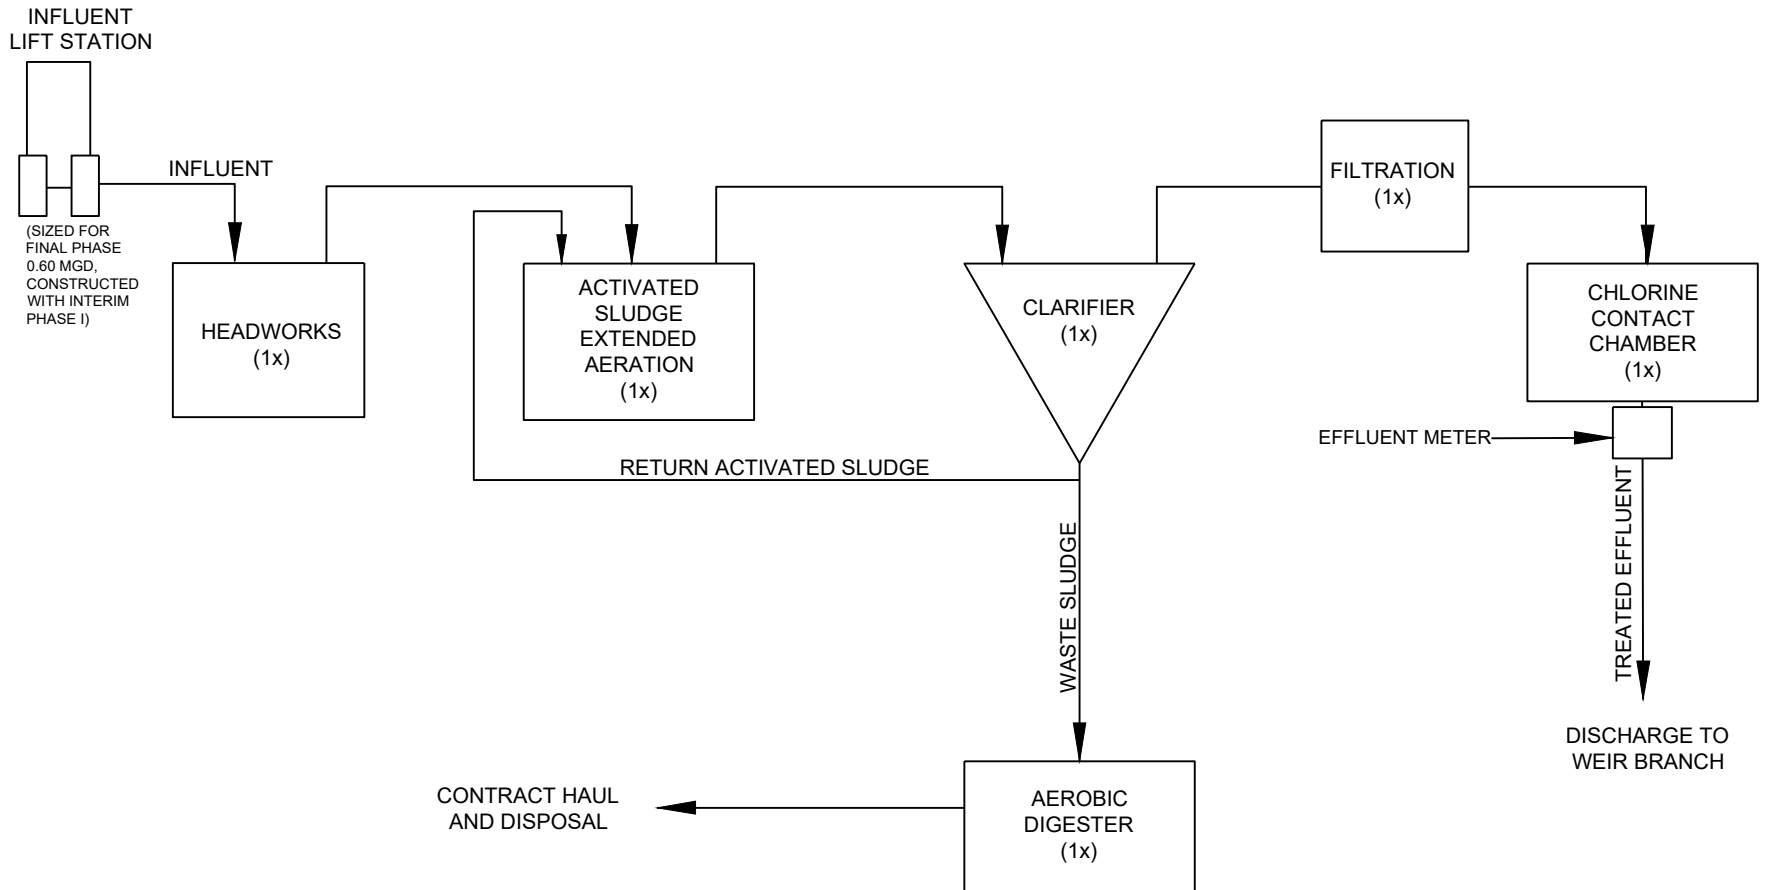 INFLUENT
LIFT STATION
INFLUENT
(SIZED FOR
FINAL PHASE
0.60 MGD,
CONSTRUCTED
WITH INTERIM
PHASE I)
HEADWORKS
(1x)
ACTIVATED
SLUDGE
EXTENDED
AERATION
(1x)
CLARIFIER
(1x)
FILTRATION
(1x)
CHLORINE
CONTACT
CHAMBER
(1x)
EFFLUENT METER
RETURN ACTIVATED SLUDGE
WASTE SLUDGE
TREATED EFFLUENT
DISCHARGE TO
WEIR BRANCH
CONTRACT HAUL
AND DISPOSAL
AEROBIC
DIGESTER
(1x)